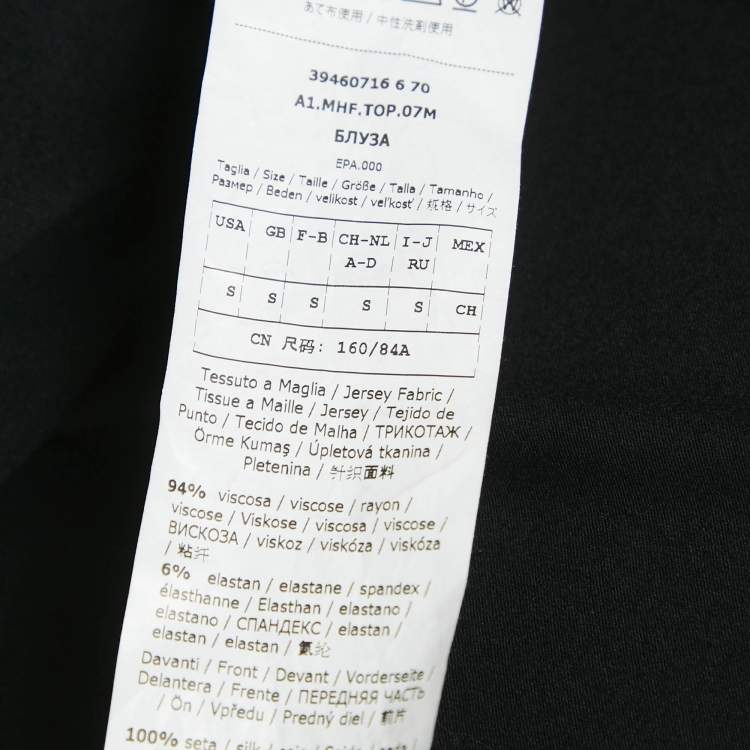 あて布使用 / 中性洗剤使用
39460716 6 70
A1.MHF.TOP.07M
БЛУЗА
EPA.000
Taglia / Size / Taille / Größe / Talla / Tamanho /
Размер / Beden / velikost / veľkosť / 规格 / サイズ
USA GB F-B CH-NL I-J MEX
A-D RU
S S S S S CH
CN 尺码: 160/84A
Tessuto a Maglia / Jersey Fabric /
Tissue a Maille / Jersey / Tejido de
Punto / Tecido de Malha / ТРИКОТАЖ /
Örme Kumaş / Úpletová tkanina /
Pletenina / 针织面料
94% viscosa / viscose / rayon /
viscose / Viskose / viscosa / viscose /
ВИСКОЗА / viskoz / viskóza / viskóza
/ 粘纤
6% elastan / elastane / spandex /
élasthanne / Elasthan / elastano /
elastano / СПАНДЕКС / elastan /
elastan / elastan / 氨纶
Davanti / Front / Devant / Vorderseite /
Delantera / Frente / ПЕРЕДНЯЯ ЧАСТЬ
/ Ön / Vpředu / Predný diel / 前片
100% seta / silk / soie / Seide / seda /